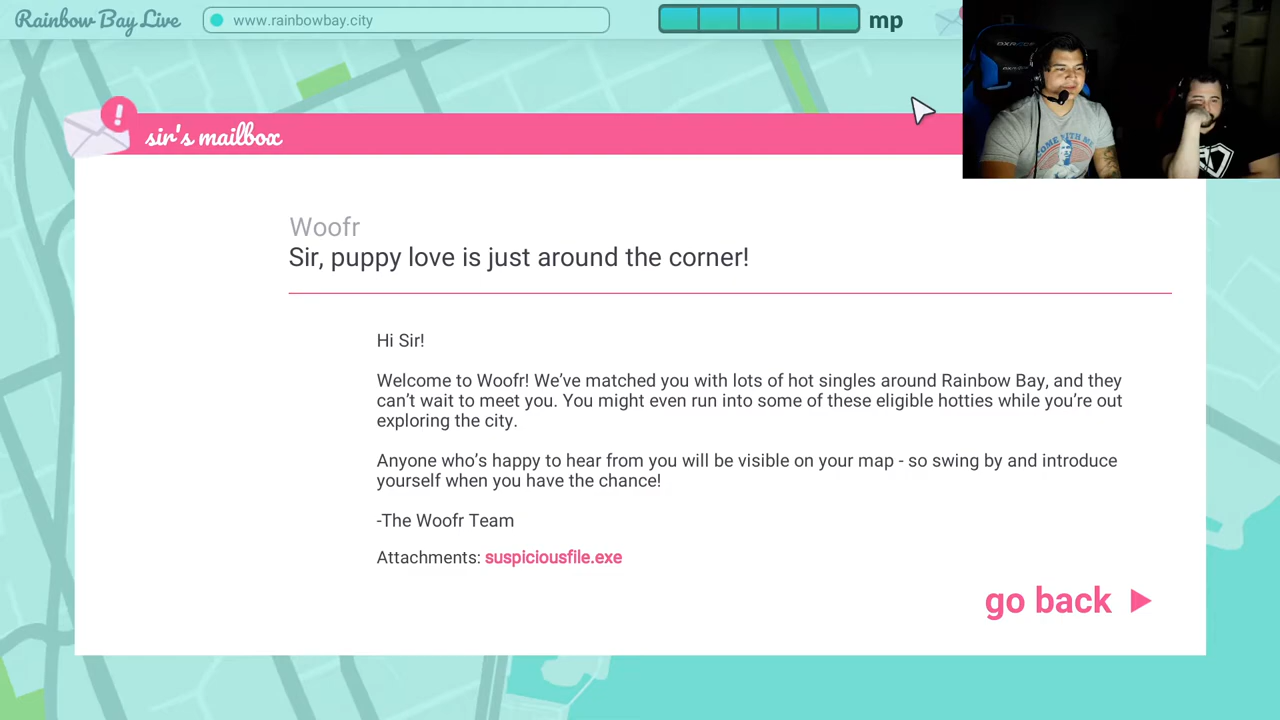 Rainbow Bay Live
www.rainbowbay.city
mp
sir's mailbox
Woofr
Sir, puppy love is just around the corner!
Hi Sir!
Welcome to Woofr! We've matched you with lots of hot singles around Rainbow Bay, and they
can't wait to meet you. You might even run into some of these eligible hotties while you're out
exploring the city.
Anyone who's happy to hear from you will be visible on your map - so swing by and introduce
yourself when you have the chance!
-The Woofr Team
Attachments: suspiciousfile.exe
go back
COME WITH ME